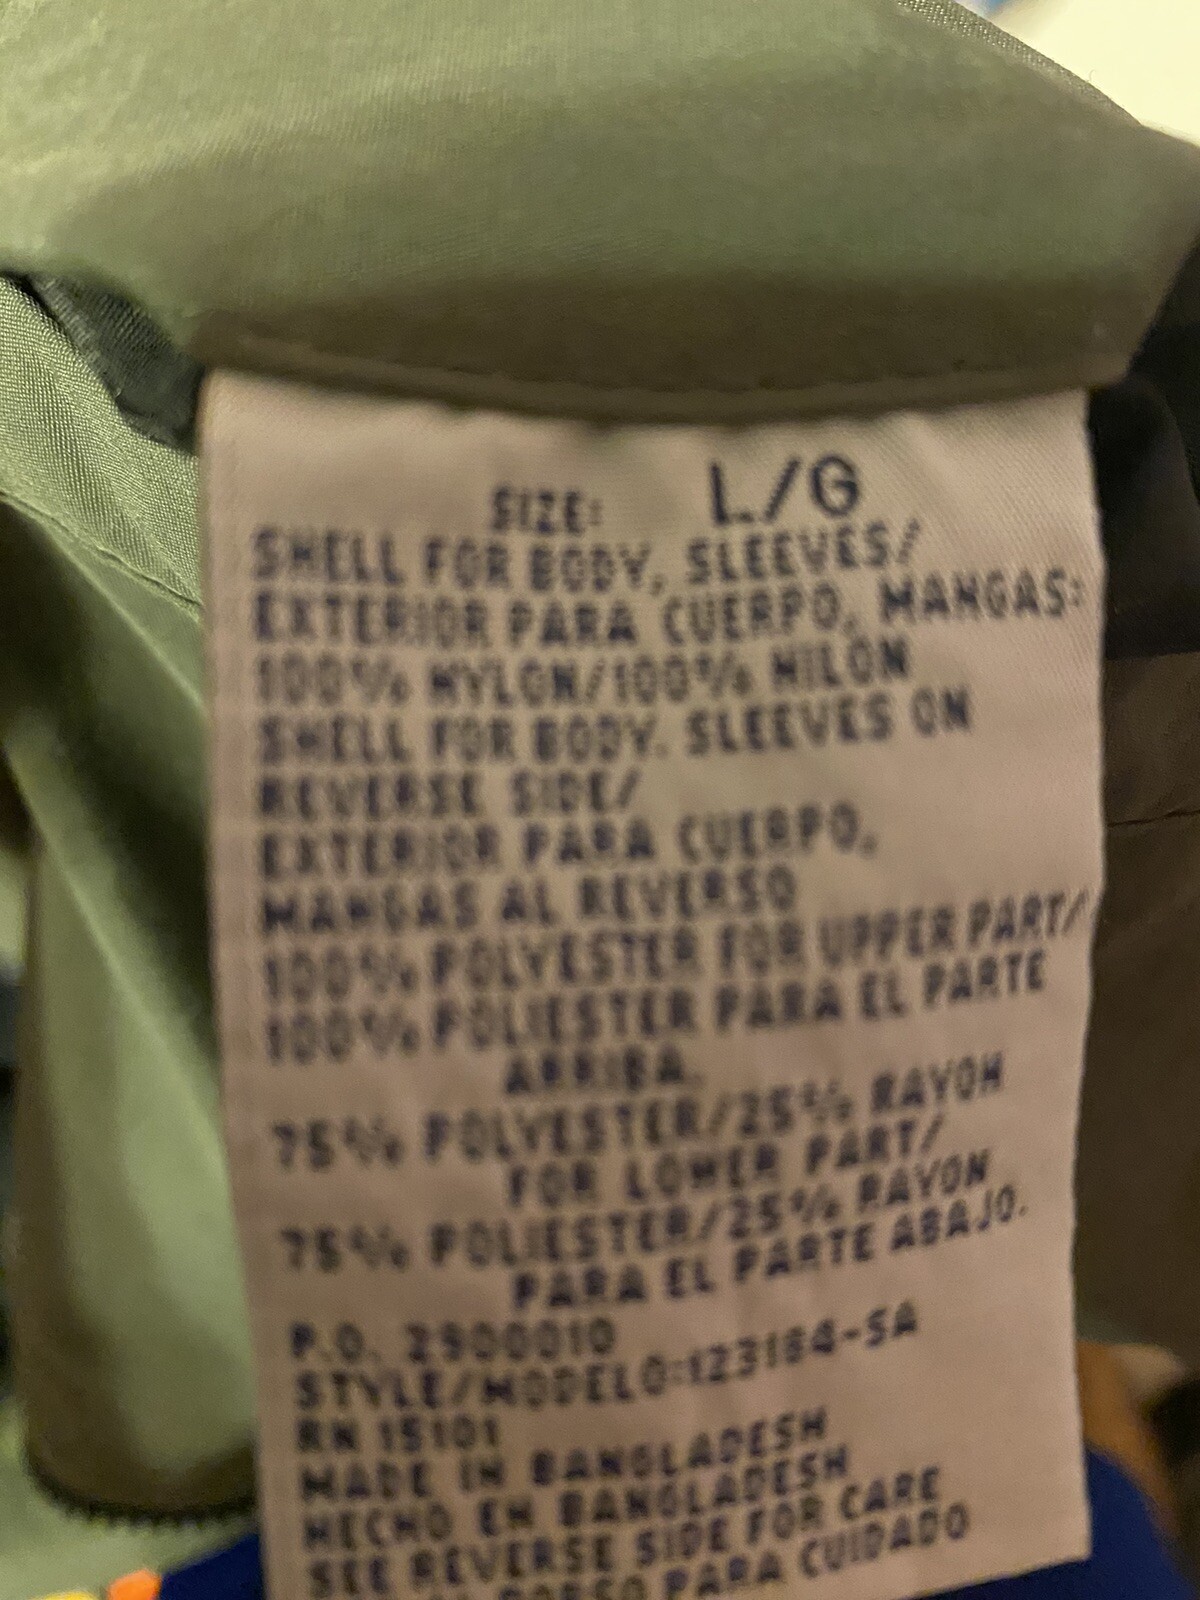 SIZE: L/G
SHELL FOR BODY, SLEEVES/
EXTERIOR PARA CUERPO, MANGAS:
100% NYLON/100% NILON
SHELL FOR BODY. SLEEVES ON
REVERSE SIDE/
EXTERIOR PARA CUERPO,
MANGAS AL REVERSO
100% POLYESTER FOR UPPER PART/
100% POLIESTER PARA EL PARTE
ARRIBA.
75% POLYESTER/25% RAYON
FOR LOWER PART/
75% POLIESTER/25% RAYON
PARA EL PARTE ABAJO.
P.O. 2900010
STYLE/MODELO:123184-SA
RN 15101
MADE IN BANGLADESH
HECHO EN BANGLADESH
SEE REVERSE SIDE FOR CARE
PARA CUIDADO